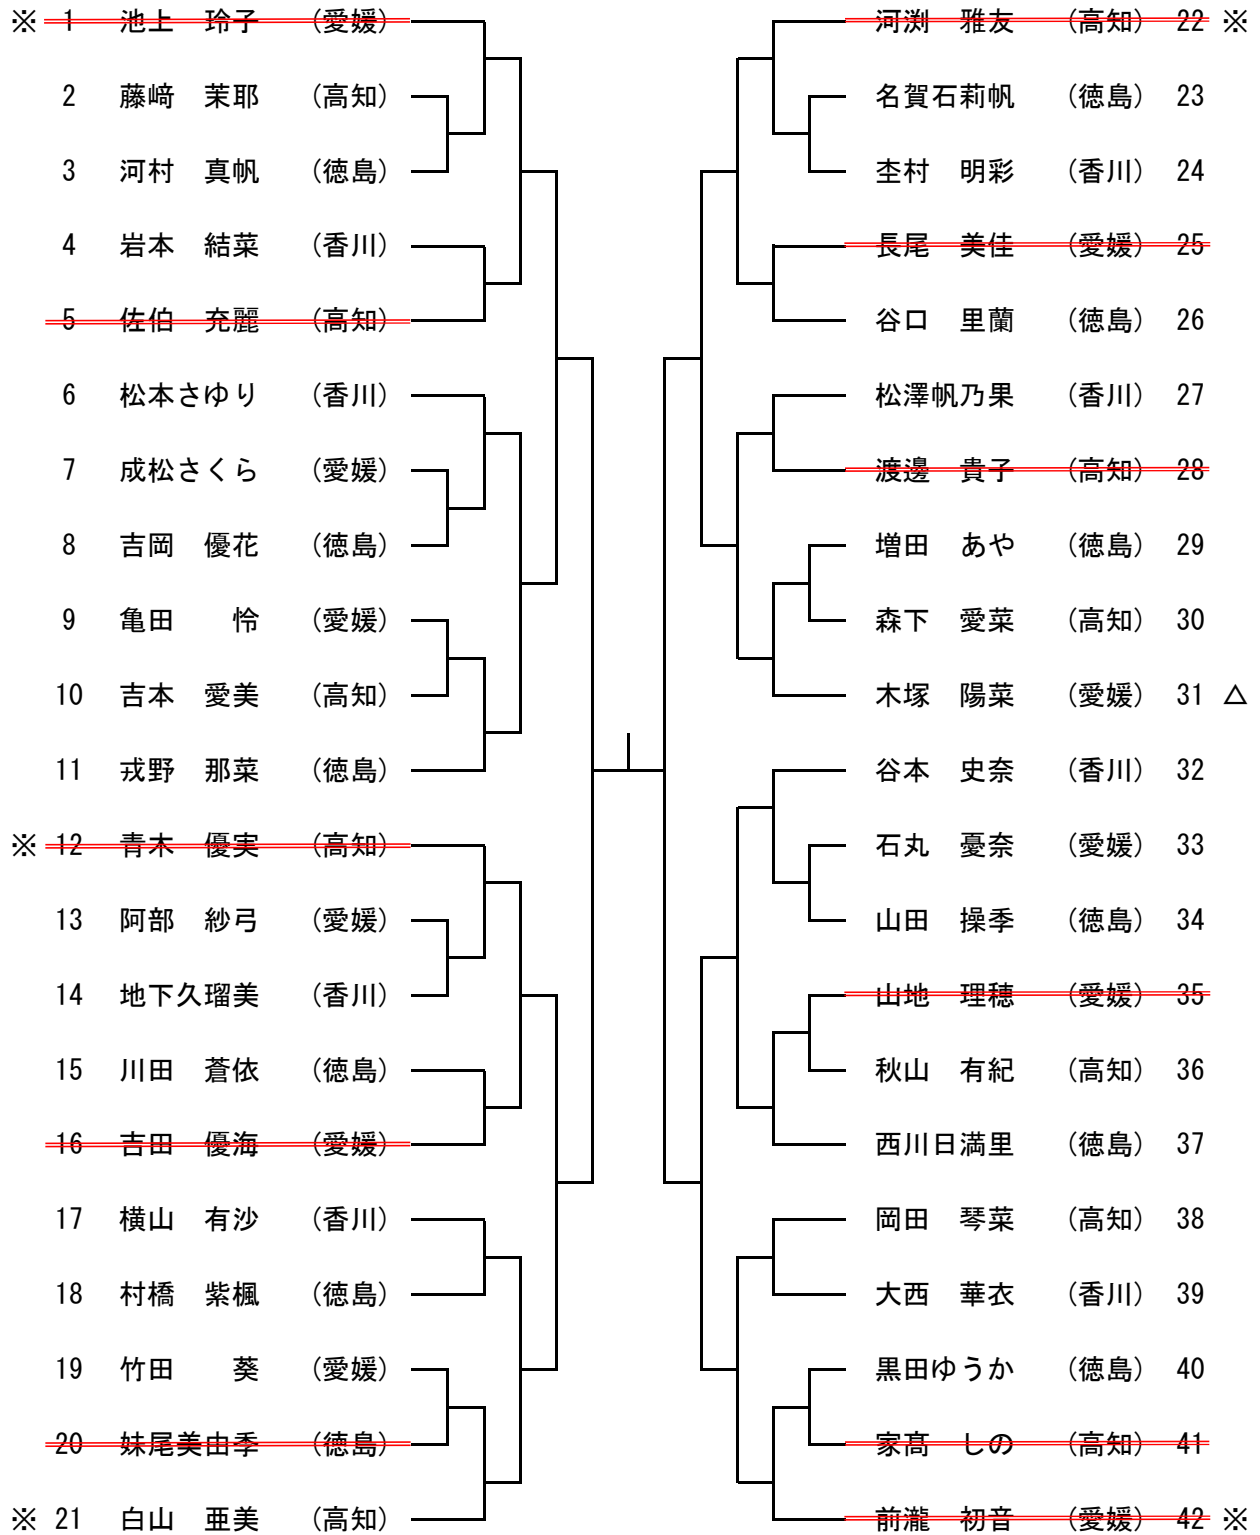 ※ 1 池上 玲子 （愛媛）
2 藤﨑 茉耶 （高知）
3 河村 真帆 （徳島）
4 岩本 結菜 （香川）
5 佐伯 充麗 （高知）
6 松本さゆり （香川）
7 成松さくら （愛媛）
8 吉岡 優花 （徳島）
9 亀田 怜 （愛媛）
10 吉本 愛美 （高知）
11 戎野 那菜 （徳島）
※ 12 青木 優実 （高知）
13 阿部 紗弓 （愛媛）
14 地下久瑠美 （香川）
15 川田 蒼依 （徳島）
16 吉田 優海 （愛媛）
17 横山 有沙 （香川）
18 村橋 紫楓 （徳島）
19 竹田 葵 （愛媛）
20 妹尾美由季 （徳島）
※ 21 白山 亜美 （高知）
河渕 雅友 （高知） 22 ※
名賀石莉帆 （徳島） 23
杢村 明彩 （香川） 24
長尾 美佳 （愛媛） 25
谷口 里蘭 （徳島） 26
松澤帆乃果 （香川） 27
渡邊 貴子 （高知） 28
増田 あや （徳島） 29
森下 愛菜 （高知） 30
木塚 陽菜 （愛媛） 31 △
谷本 史奈 （香川） 32
石丸 憂奈 （愛媛） 33
山田 操季 （徳島） 34
山地 理穂 （愛媛） 35
秋山 有紀 （高知） 36
西川日満里 （徳島） 37
岡田 琴菜 （高知） 38
大西 華衣 （香川） 39
黒田ゆうか （徳島） 40
家髙 しの （高知） 41
前瀧 初音 （愛媛） 42 ※